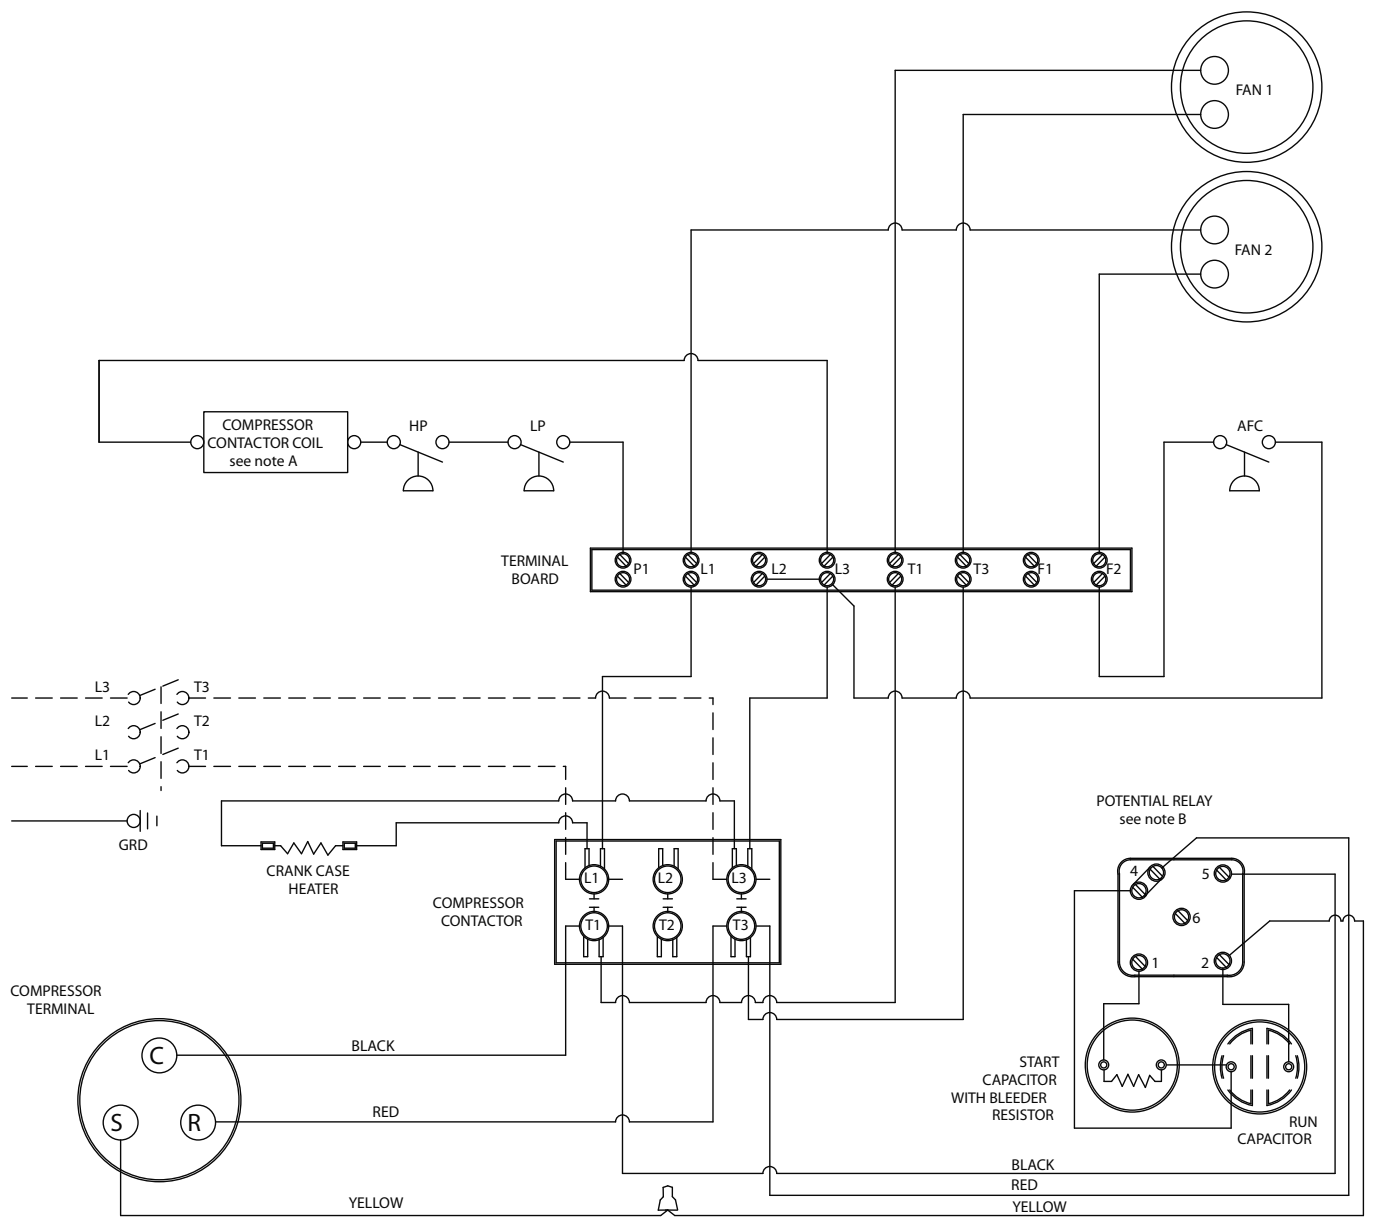 FAN 1
FAN 2
COMPRESSOR
CONTACTOR COIL
see note A
HP
LP
AFC
TERMINAL
BOARD
P1
L1
L2
L3
T1
T3
F1
F2
L3
T3
L2
T2
L1
T1
GRD
CRANK CASE
HEATER
COMPRESSOR
CONTACTOR
L1
L2
L3
T1
T2
T3
POTENTIAL RELAY
see note B
4
5
6
1
2
COMPRESSOR
TERMINAL
C
S
R
BLACK
RED
START
CAPACITOR
WITH BLEEDER
RESISTOR
RUN
CAPACITOR
BLACK
RED
YELLOW
YELLOW